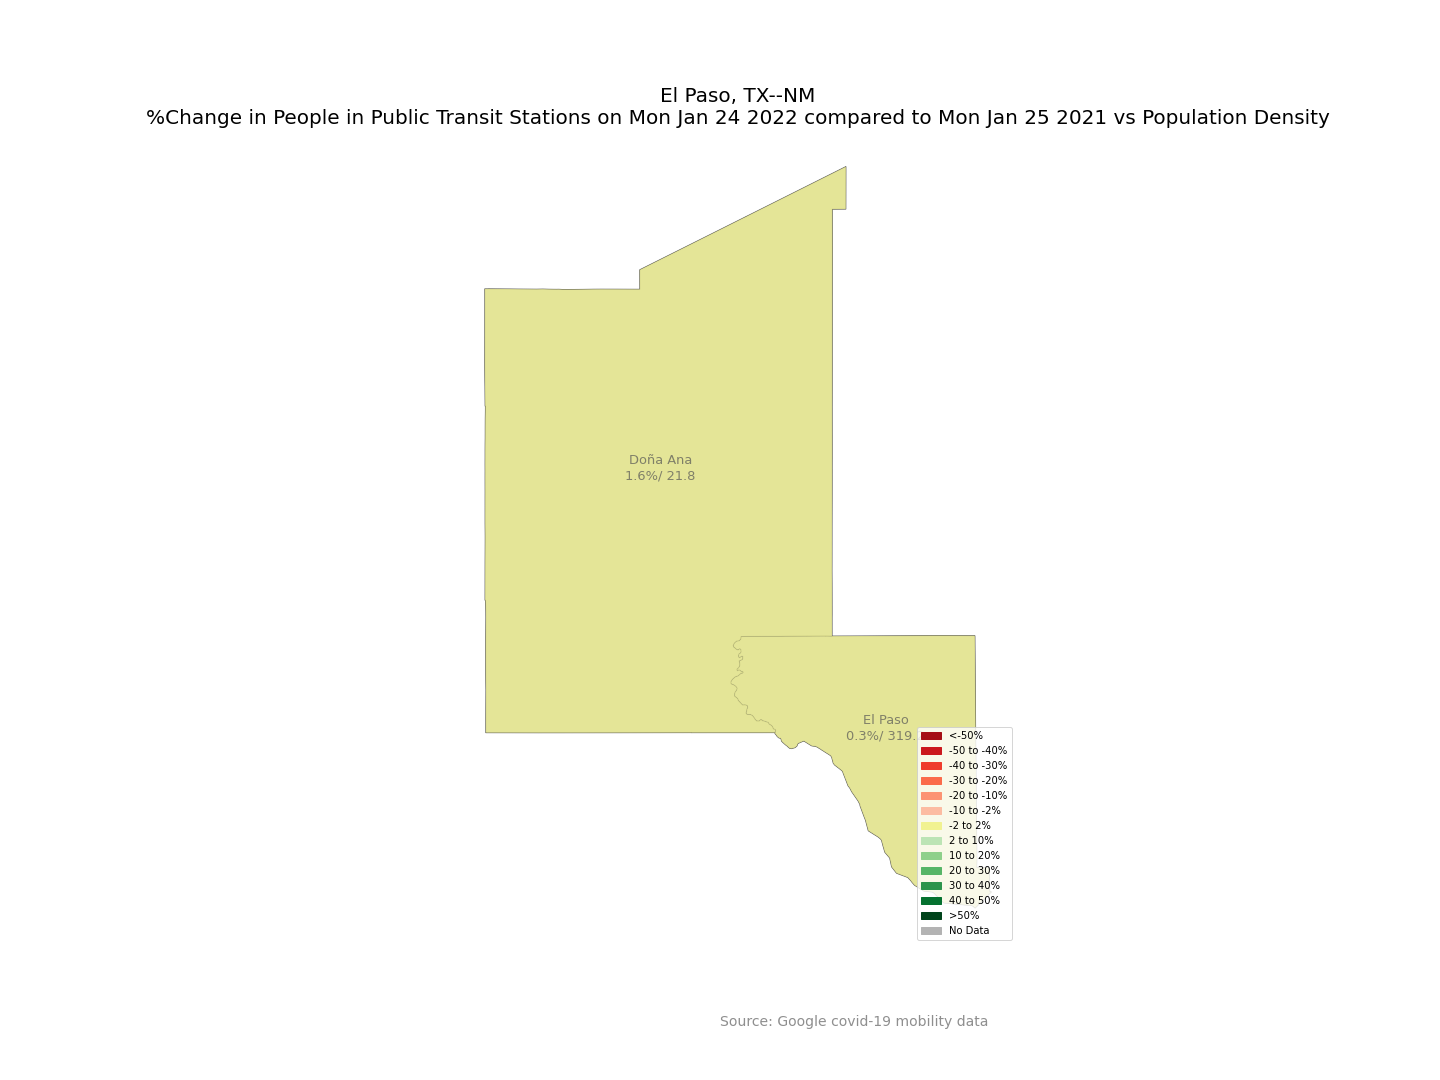 El Paso, TX--NM
%Change in People in Public Transit Stations on Mon Jan 24 2022 compared to Mon Jan 25 2021 vs Population Density
Doña Ana
1.6%/ 21.8
El Paso
0.3%/ 319.
<-50%
-50 to -40%
-40 to -30%
-30 to -20%
-20 to -10%
-10 to -2%
-2 to 2%
2 to 10%
10 to 20%
20 to 30%
30 to 40%
40 to 50%
>50%
No Data
Source: Google covid-19 mobility data